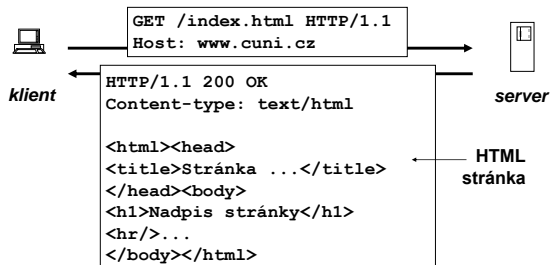 GET /index.html HTTP/1.1
Host: www.cuni.cz
klient
server
HTTP/1.1 200 OK
Content-type: text/html
<html><head>
<title>Stránka ...</title>
</head><body>
<h1>Nadpis stránky</h1>
<hr/>...
</body></html>
HTML
stránka